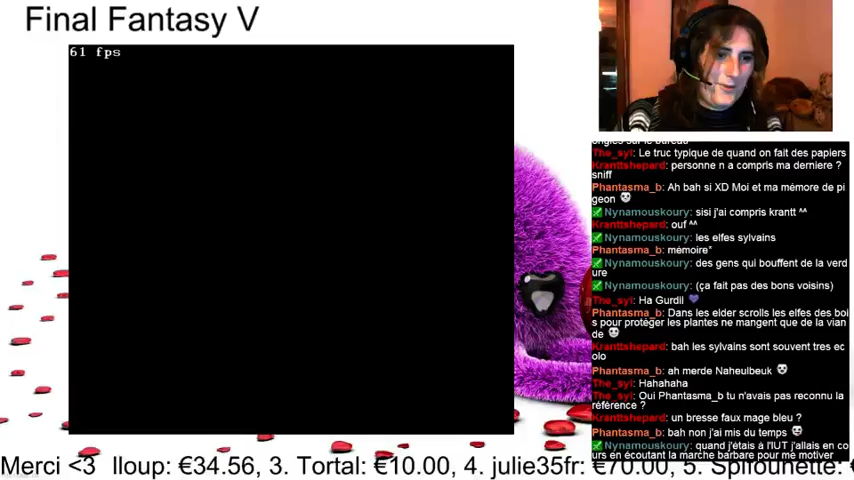 Final Fantasy V
61 fps
ongles sur le bureau
The_syl: Le truc typique de quand on fait des papiers
Kranttshepard: personne n a compris ma derniere ?
sniff
Phantasma_b: Ah bah si XD Moi et ma mémore de pi
geon
Nynamouskoury: sisi j'ai compris krantt ^^
Kranttshepard: ouf ^^
Nynamouskoury: les elfes sylvains
Phantasma_b: mémoire*
Nynamouskoury: des gens qui bouffent de la verd
ure
Nynamouskoury: (ça fait pas des bons voisins)
The_syl: Ha Gurdil
Phantasma_b: Dans les elder scrolls les elfes des boi
s pour protéger les plantes ne mangent que de la vian
de
Kranttshepard: bah les sylvains sont souvent tres ec
olo
Phantasma_b: ah merde Naheulbeuk
The_syl: Hahahaha
The_syl: Oui Phantasma_b tu n'avais pas reconnu la
référence ?
Kranttshepard: un bresse faux mage bleu ?
Phantasma_b: bah non j'ai mis du temps
Nynamouskoury: quand j'étais à l'IUT j'allais en co
urs en écoutant la marche barbare pour me motiver
Merci <3 lloup: €34.56, 3. Tortal: €10.00, 4. julie35fr: €70.00, 5. Spifounette: €